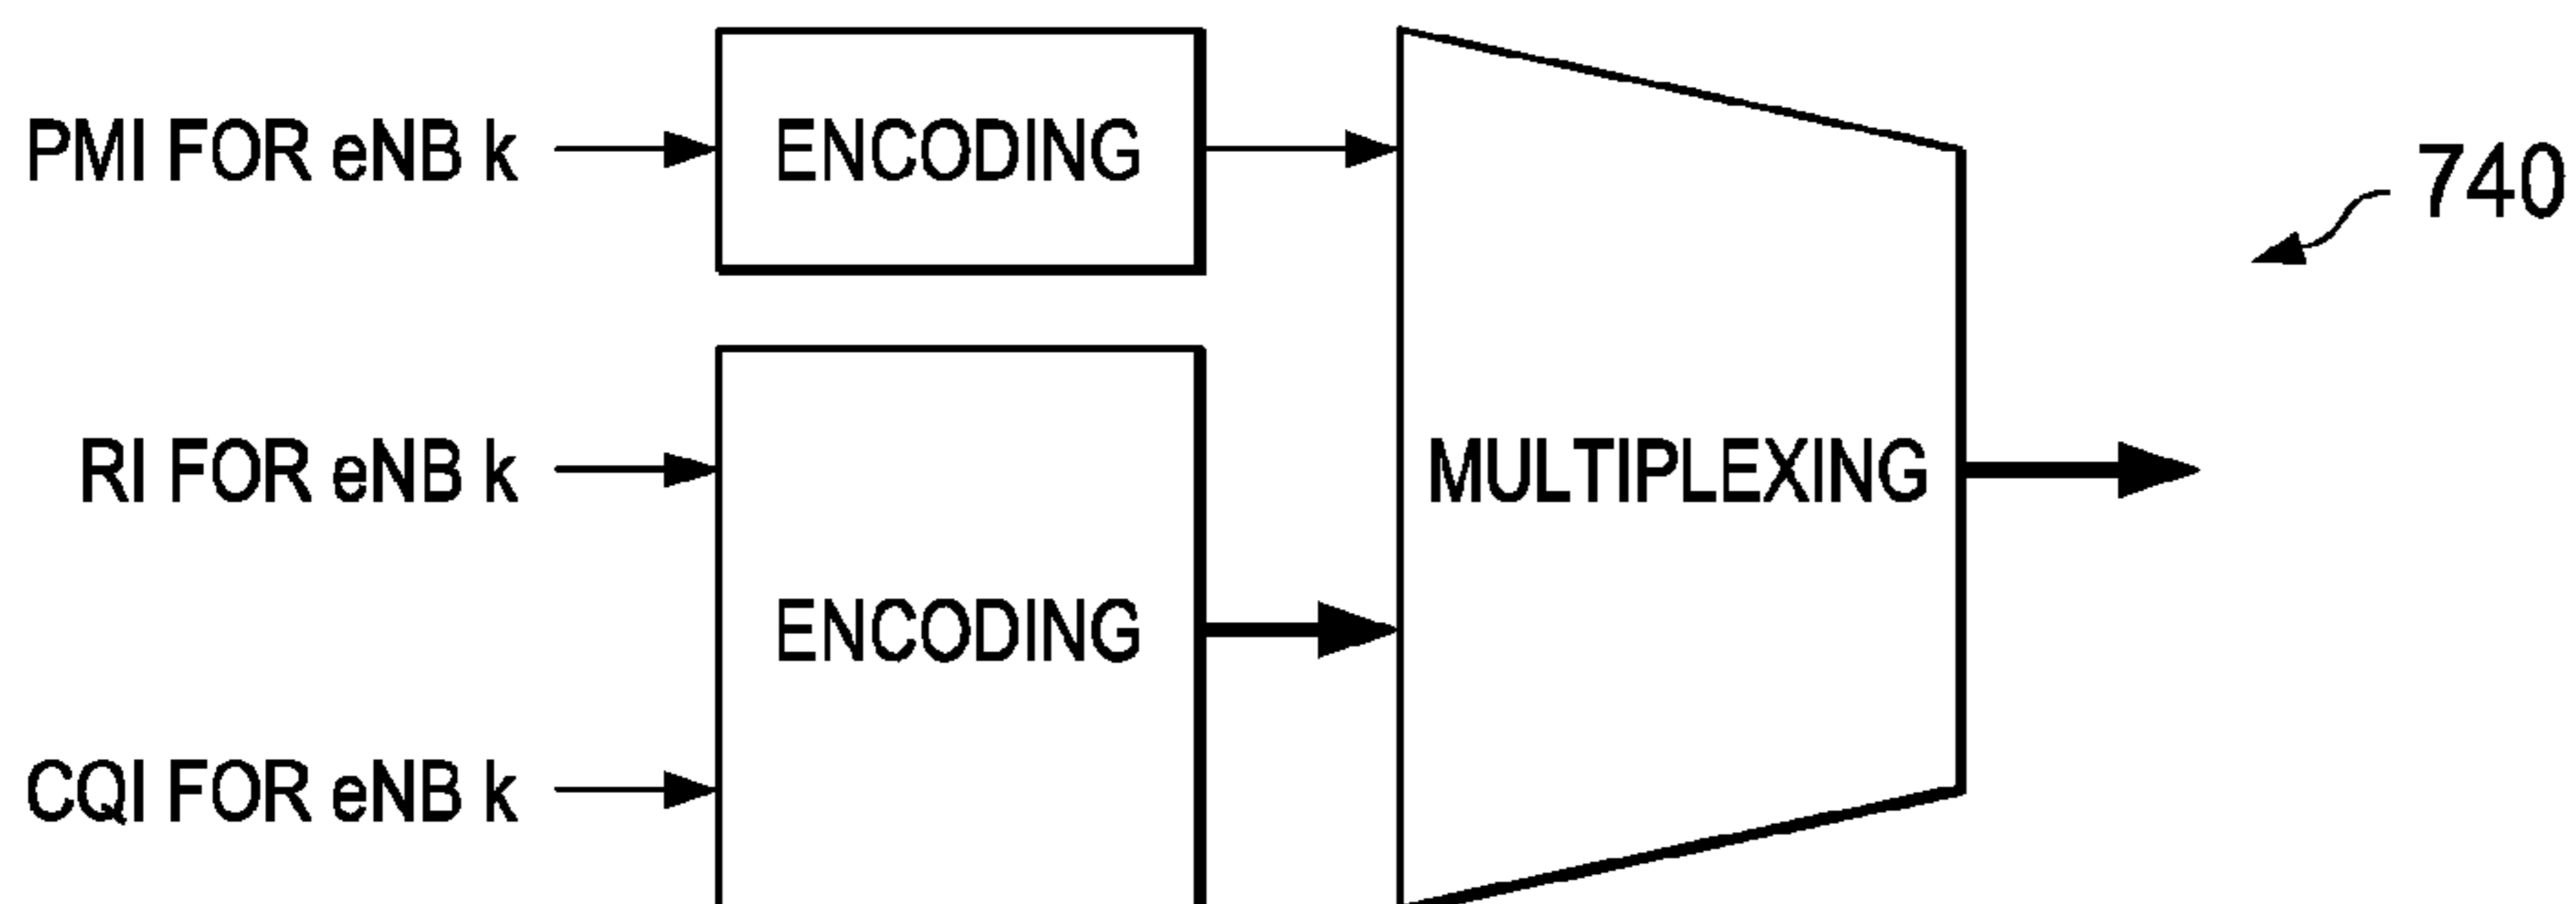 PMI FOR eNB k
ENCODING
740
RI FOR eNB k
MULTIPLEXING
ENCODING
CQI FOR eNB k